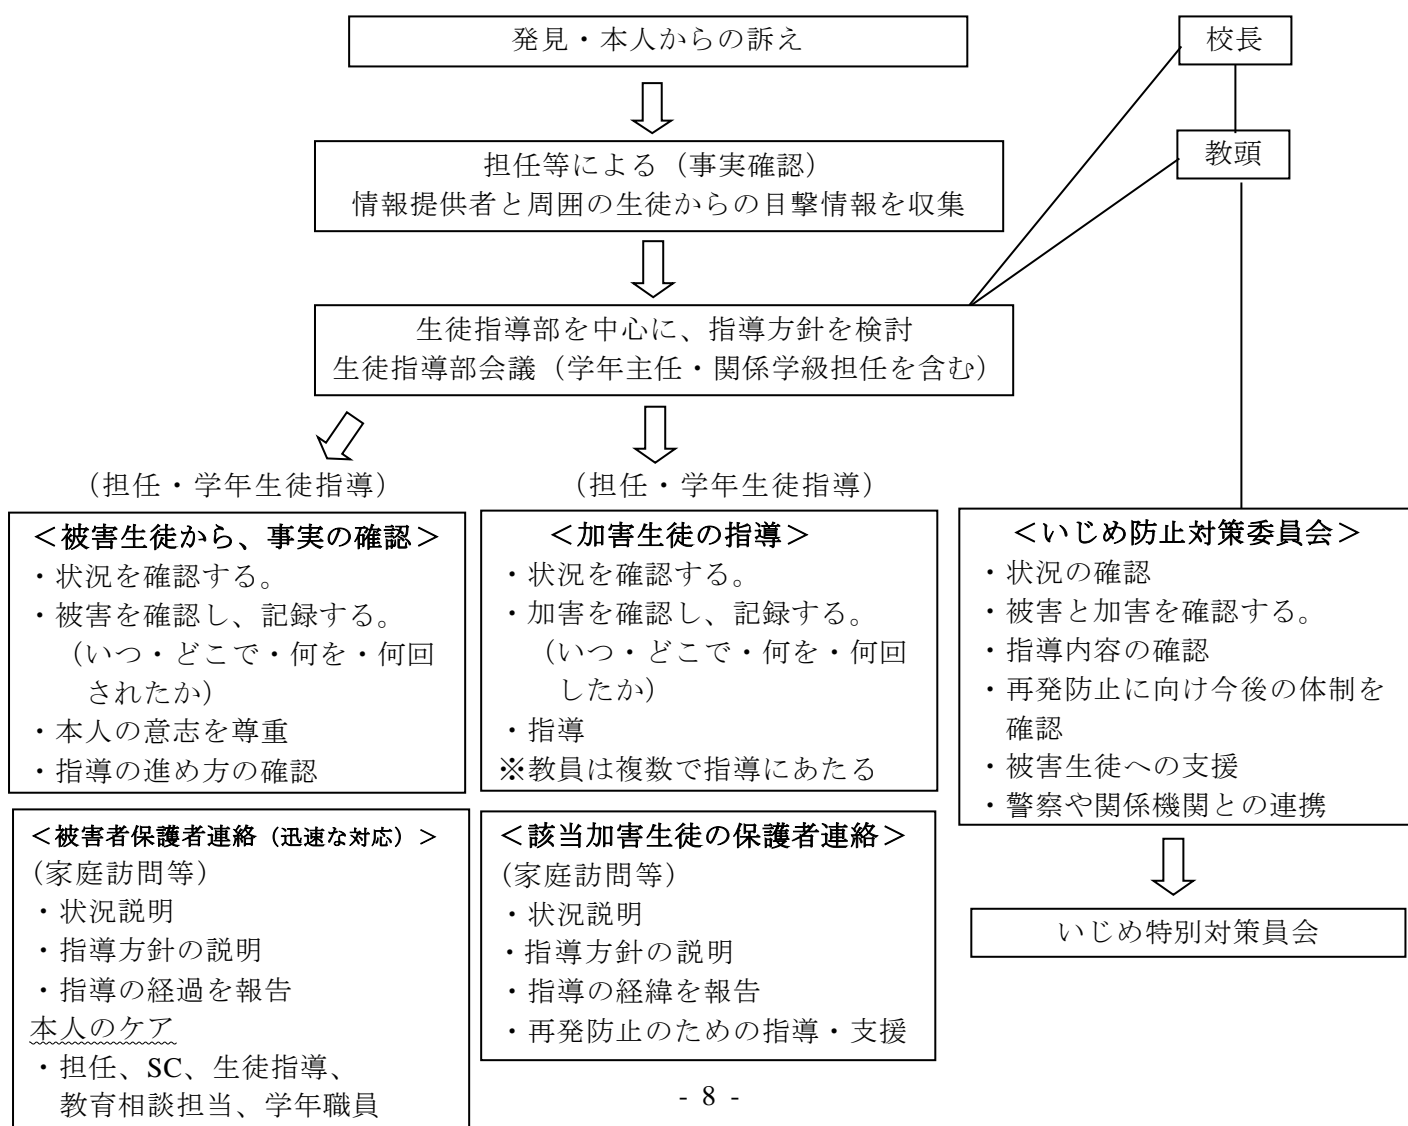 発見・本人からの訴え
校長
教頭
担任等による（事実確認）
情報提供者と周囲の生徒からの目撃情報を収集
生徒指導部を中心に、指導方針を検討
生徒指導部会議（学年主任・関係学級担任を含む）
（担任・学年生徒指導）
＜被害生徒から、事実の確認＞
・状況を確認する。
・被害を確認し、記録する。
（いつ・どこで・何を・何回
されたか）
・本人の意志を尊重
・指導の進め方の確認
＜被害者保護者連絡（迅速な対応）＞
（家庭訪問等）
・状況説明
・指導方針の説明
・指導の経過を報告
本人のケア
・担任、SC、生徒指導、
教育相談担当、学年職員
（担任・学年生徒指導）
＜加害生徒の指導＞
・状況を確認する。
・加害を確認し、記録する。
（いつ・どこで・何を・何回
したか）
・指導
※教員は複数で指導にあたる
＜該当加害生徒の保護者連絡＞
（家庭訪問等）
・状況説明
・指導方針の説明
・指導の経緯を報告
・再発防止のための指導・支援
＜いじめ防止対策委員会＞
・状況の確認
・被害と加害を確認する。
・指導内容の確認
・再発防止に向け今後の体制を
確認
・被害生徒への支援
・警察や関係機関との連携
いじめ特別対策員会
- 8 -